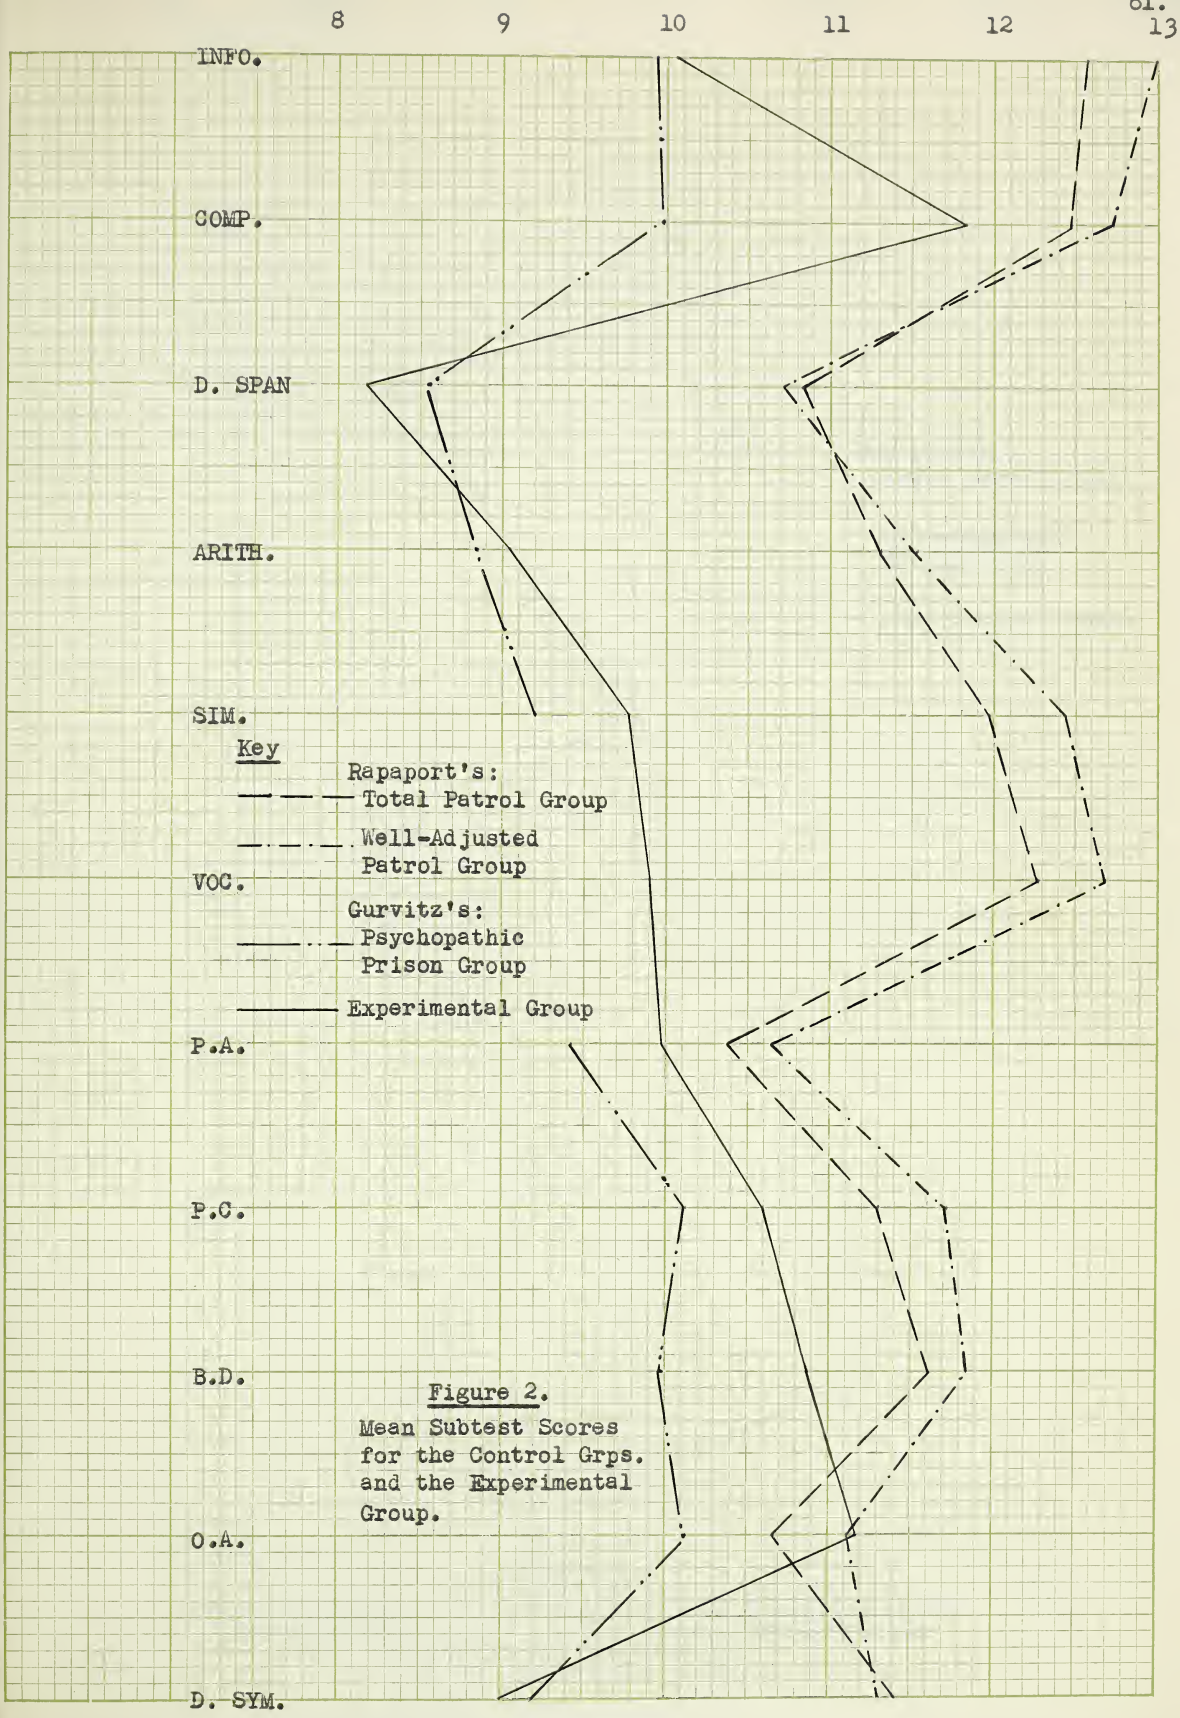 61.
8 9 10 11 12 13
INFO.
COMP.
D. SPAN
ARITH.
SIM.
Key
Rapaport's:
Total Patrol Group
Well-Adjusted
Patrol Group
VOC.
Gurvitz's:
Psychopathic
Prison Group
Experimental Group
P.A.
P.C.
B.D.
Figure 2.
Mean Subtest Scores
for the Control Grps.
and the Experimental
Group.
O.A.
D. SYM.